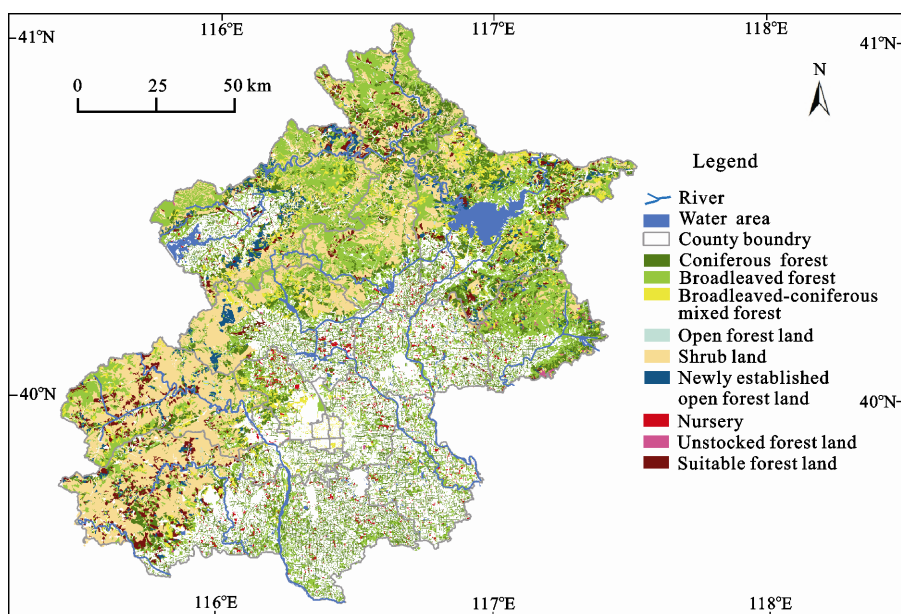 116°E 117°E 118°E
41°N 41°N
0 25 50 km
N
Legend
River
Water area
County boundry
Coniferous forest
Broadleaved forest
Broadleaved-coniferous
mixed forest
Open forest land
Shrub land
Newly established
open forest land
Nursery
Unstocked forest land
Suitable forest land
40°N 40°N
116°E 117°E 118°E